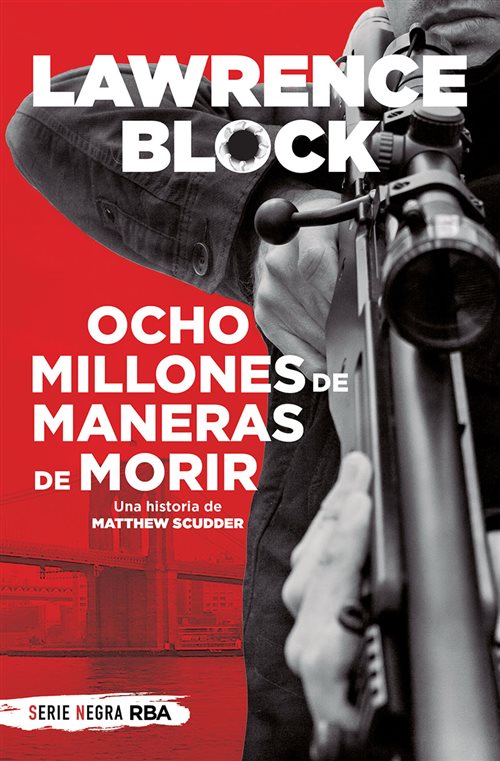 LAWRENCE
BLOCK
OCHO
MILLONES DE
MANERAS
DE MORIR
Una historia de
MATTHEW SCUDDER
SERIE NEGRA RBA